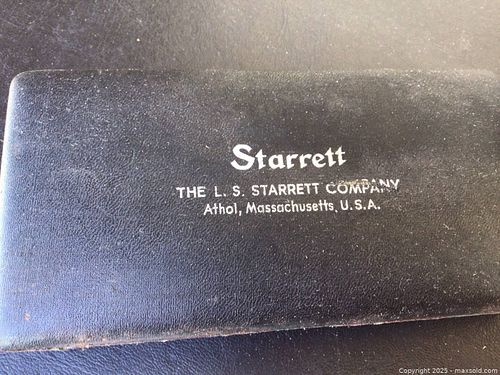 Starrett
THE L. S. STARRETT COMPANY
Athol, Massachusetts, U.S.A.
Copyright 2025 - maxsold.com